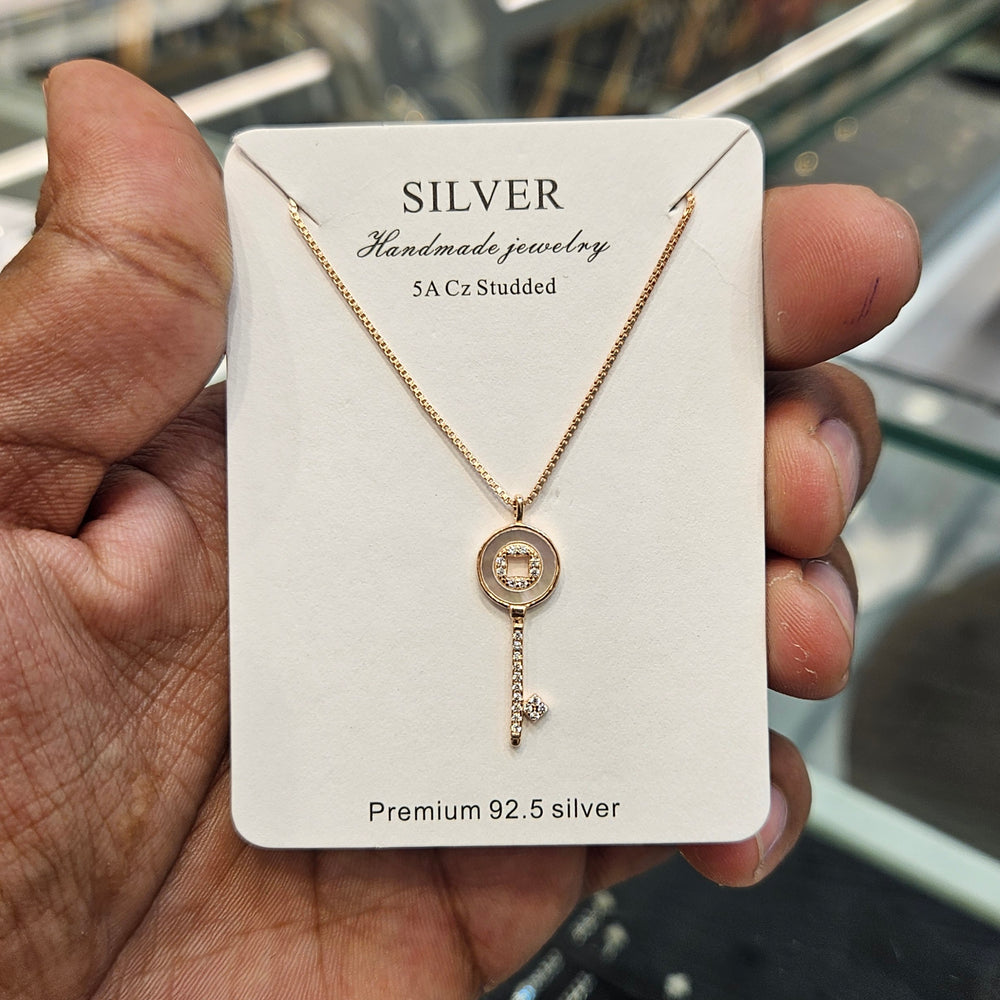 SILVER
Handmade jewelry
5A Cz Studded
Premium 92.5 silver